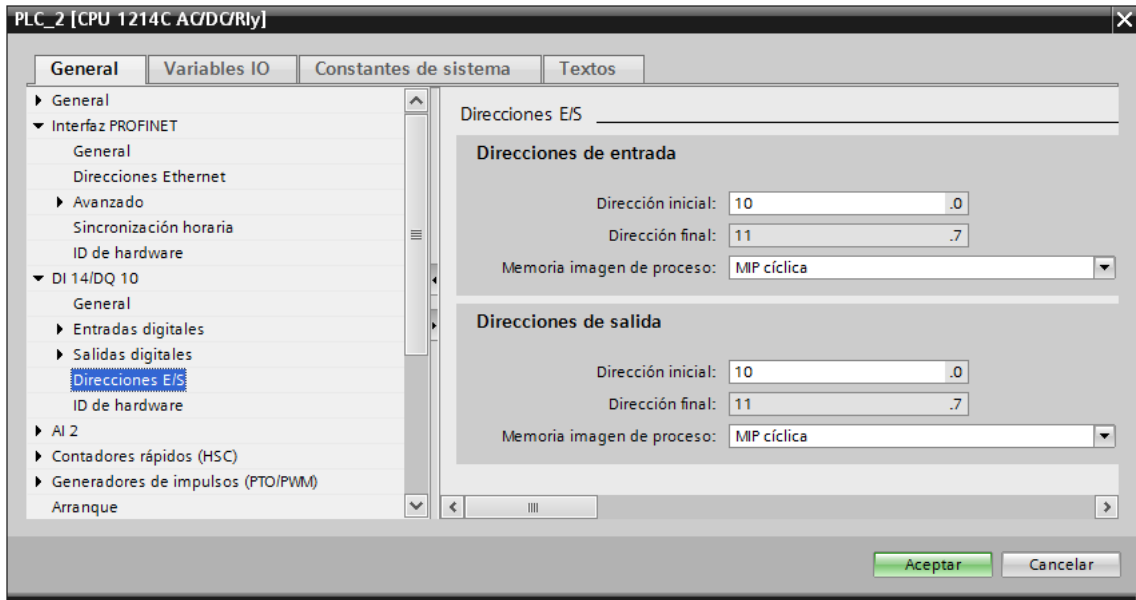 PLC_2 [CPU 1214C AC/DC/Rly]
General Variables IO Constantes de sistema Textos
General
Interfaz PROFINET
General
Direcciones Ethernet
Avanzado
Sincronización horaria
ID de hardware
DI 14/DQ 10
General
Entradas digitales
Salidas digitales
Direcciones E/S
ID de hardware
AI 2
Contadores rápidos (HSC)
Generadores de impulsos (PTO/PWM)
Arranque
Direcciones E/S
Direcciones de entrada
Dirección inicial: 10 .0
Dirección final: 11 .7
Memoria imagen de proceso: MIP cíclica
Direcciones de salida
Dirección inicial: 10 .0
Dirección final: 11 .7
Memoria imagen de proceso: MIP cíclica
Aceptar Cancelar